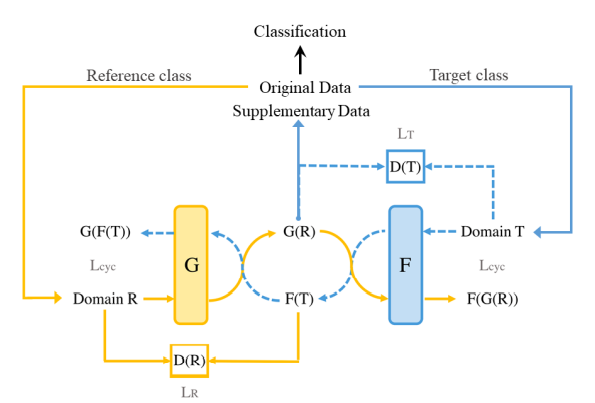 Classification
Reference class
Target class
Original Data
Supplementary Data
LT
D(T)
G(F(T))
G(R)
Domain T
G
F
Lcyc
Lcyc
Domain R
F(T)
F(G(R))
D(R)
LR